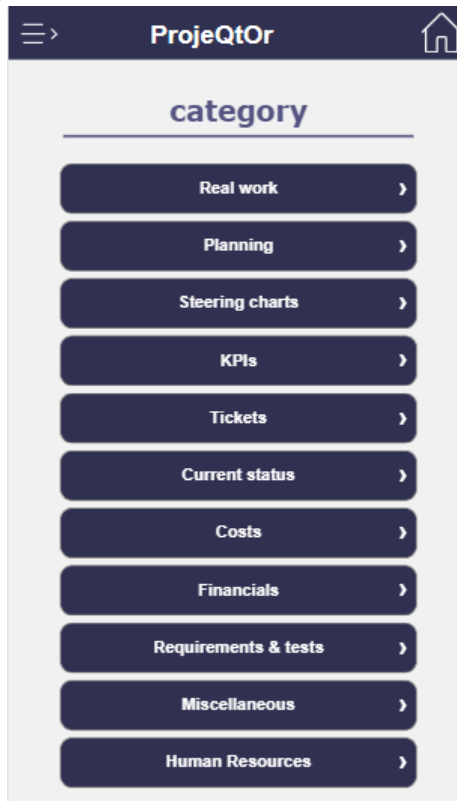 ProjeQtOr
category
Real work
Planning
Steering charts
KPIs
Tickets
Current status
Costs
Financials
Requirements & tests
Miscellaneous
Human Resources